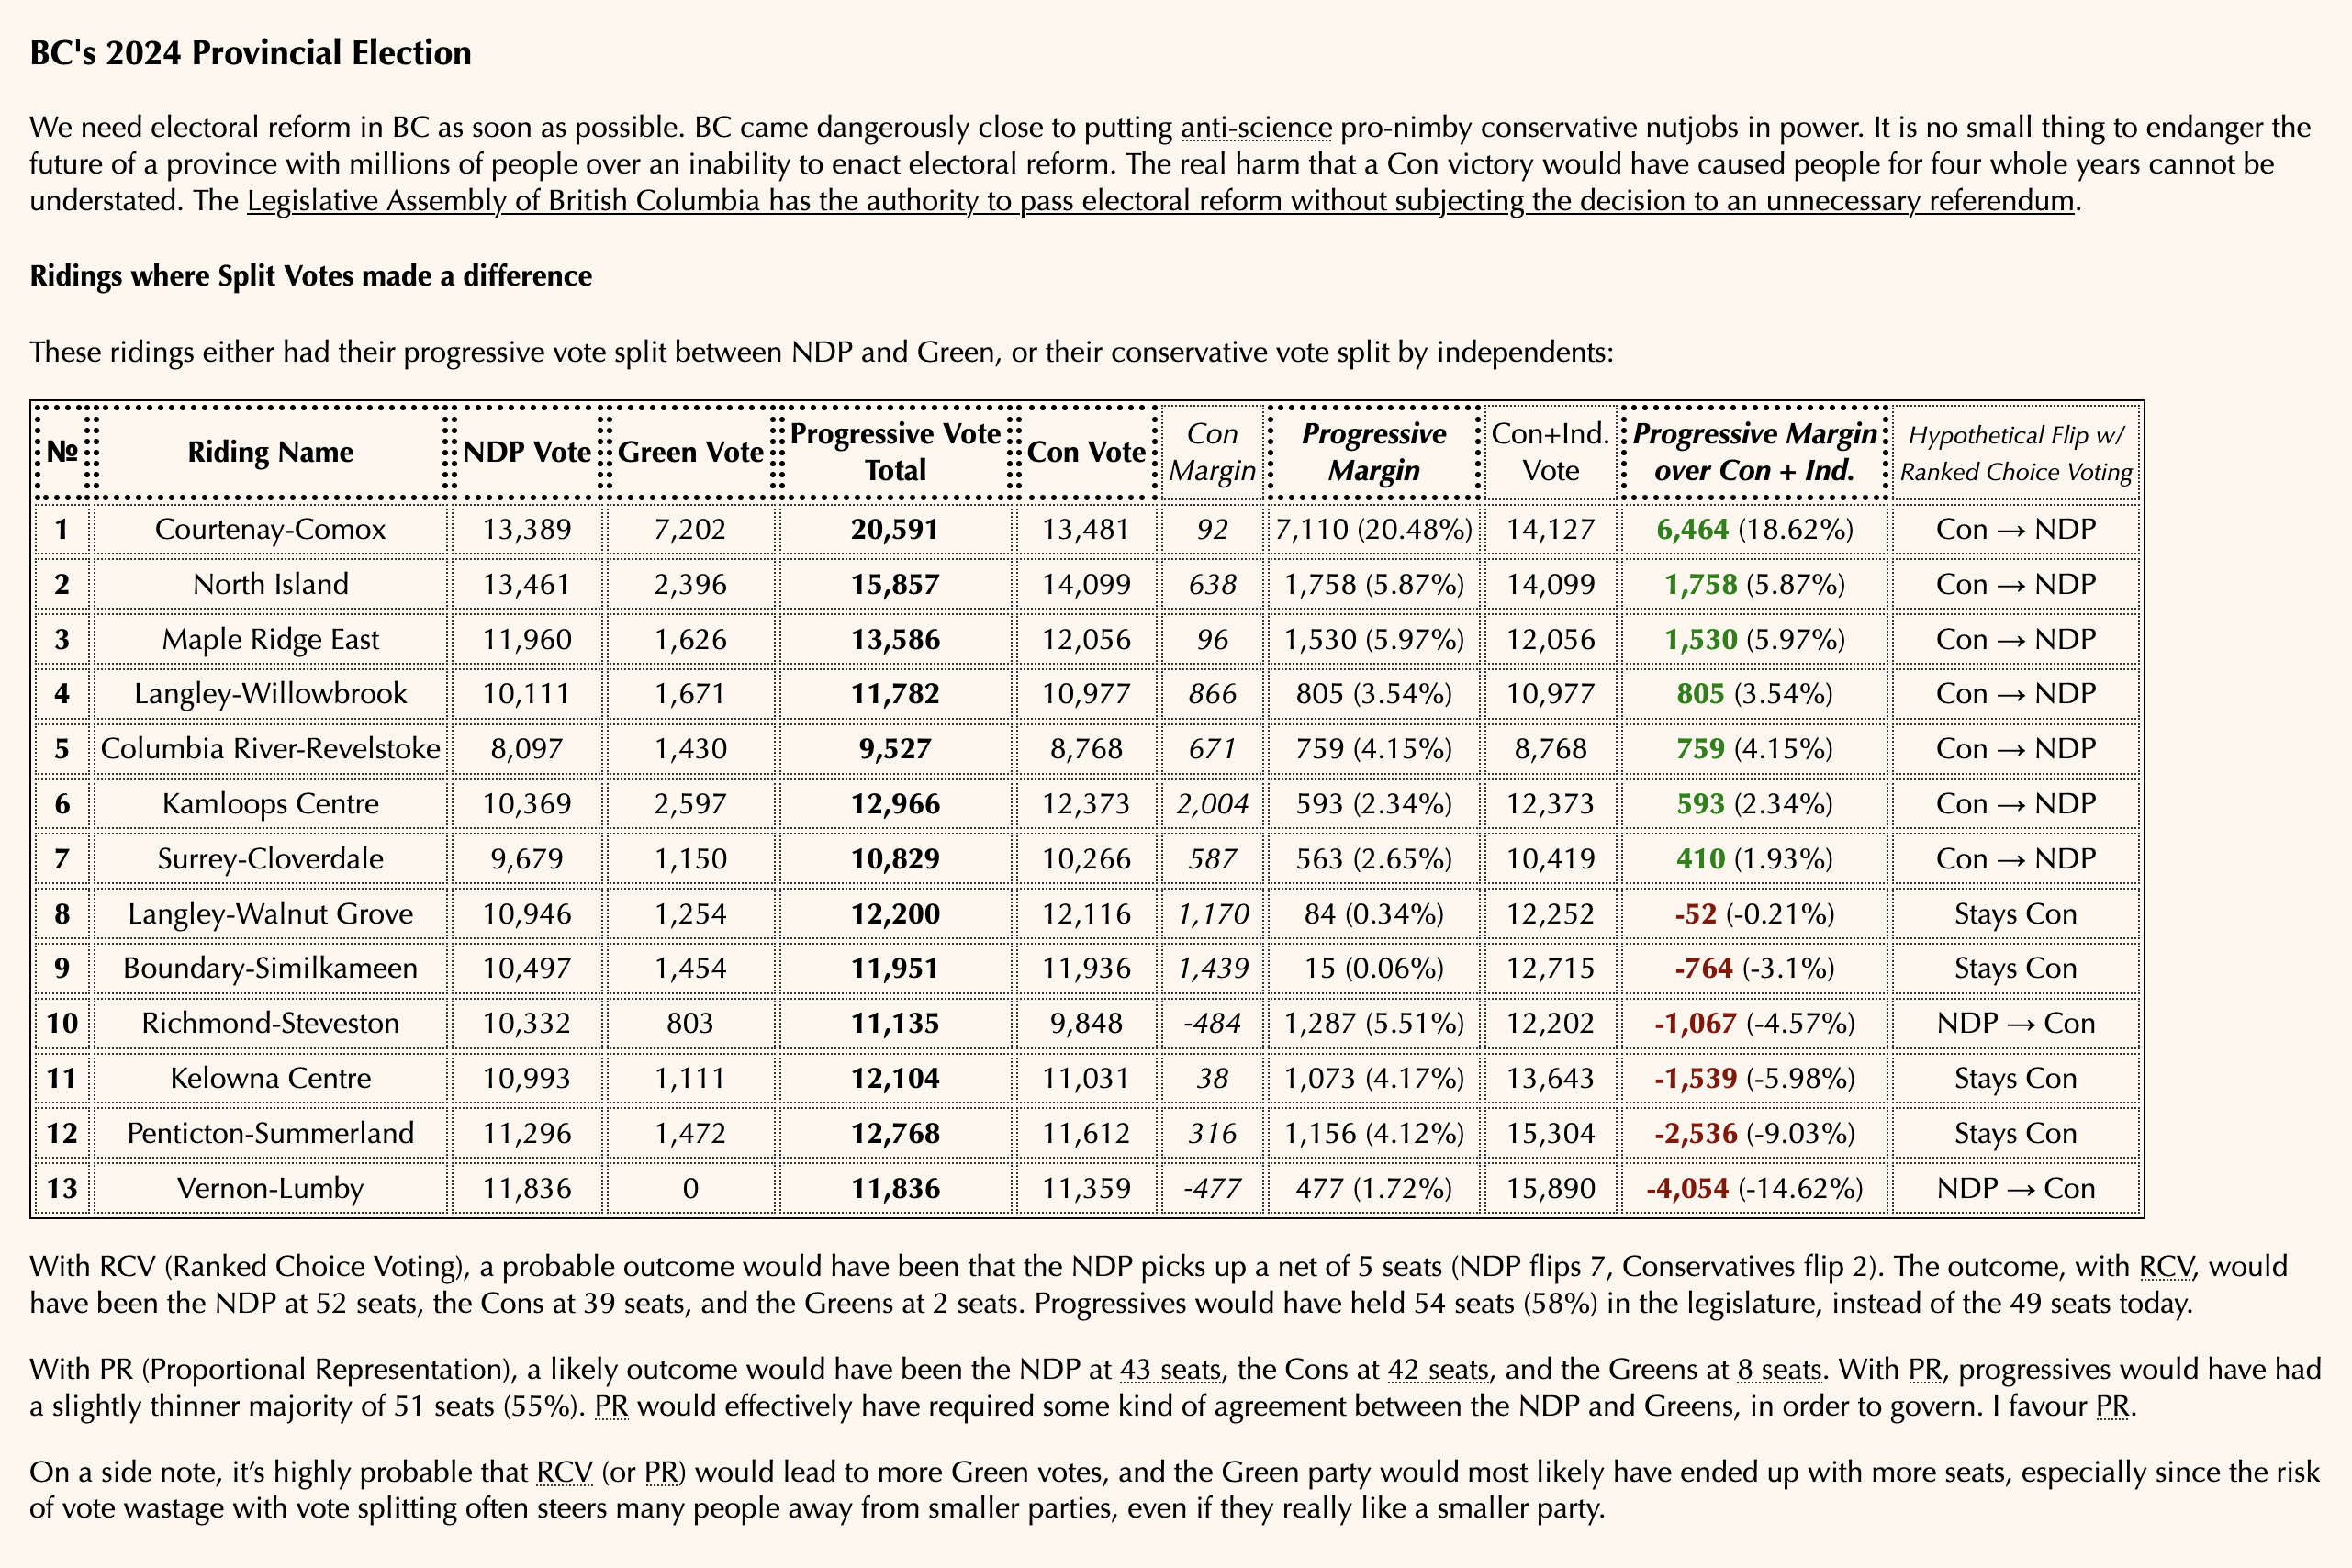 BC's 2024 Provincial Election
We need electoral reform in BC as soon as possible. BC came dangerously close to putting anti-science pro-nimby conservative nutjobs in power. It is no small thing to endanger the
future of a province with millions of people over an inability to enact electoral reform. The real harm that a Con victory would have caused people for four whole years cannot be
understated. The Legislative Assembly of British Columbia has the authority to pass electoral reform without subjecting the decision to an unnecessary referendum.
Ridings where Split Votes made a difference
These ridings either had their progressive vote split between NDP and Green, or their conservative vote split by independents:
№ Riding Name NDP Vote Green Vote Progressive Vote Total Con Vote Con Margin Progressive Margin Con+Ind. Vote Progressive Margin over Con + Ind. Hypothetical Flip w/ Ranked Choice Voting
1 Courtenay-Comox 13,389 7,202 20,591 13,481 92 7,110 (20.48%) 14,127 6,464 (18.62%) Con → NDP
2 North Island 13,461 2,396 15,857 14,099 638 1,758 (5.87%) 14,099 1,758 (5.87%) Con → NDP
3 Maple Ridge East 11,960 1,626 13,586 12,056 96 1,530 (5.97%) 12,056 1,530 (5.97%) Con → NDP
4 Langley-Willowbrook 10,111 1,671 11,782 10,977 866 805 (3.54%) 10,977 805 (3.54%) Con → NDP
5 Columbia River-Revelstoke 8,097 1,430 9,527 8,768 671 759 (4.15%) 8,768 759 (4.15%) Con → NDP
6 Kamloops Centre 10,369 2,597 12,966 12,373 2,004 593 (2.34%) 12,373 593 (2.34%) Con → NDP
7 Surrey-Cloverdale 9,679 1,150 10,829 10,266 587 563 (2.65%) 10,419 410 (1.93%) Con → NDP
8 Langley-Walnut Grove 10,946 1,254 12,200 12,116 1,170 84 (0.34%) 12,252 -52 (-0.21%) Stays Con
9 Boundary-Similkameen 10,497 1,454 11,951 11,936 1,439 15 (0.06%) 12,715 -764 (-3.1%) Stays Con
10 Richmond-Steveston 10,332 803 11,135 9,848 -484 1,287 (5.51%) 12,202 -1,067 (-4.57%) NDP → Con
11 Kelowna Centre 10,993 1,111 12,104 11,031 38 1,073 (4.17%) 13,643 -1,539 (-5.98%) Stays Con
12 Penticton-Summerland 11,296 1,472 12,768 11,612 316 1,156 (4.12%) 15,304 -2,536 (-9.03%) Stays Con
13 Vernon-Lumby 11,836 0 11,836 11,359 -477 477 (1.72%) 15,890 -4,054 (-14.62%) NDP → Con
With RCV (Ranked Choice Voting), a probable outcome would have been that the NDP picks up a net of 5 seats (NDP flips 7, Conservatives flip 2). The outcome, with RCV, would
have been the NDP at 52 seats, the Cons at 39 seats, and the Greens at 2 seats. Progressives would have held 54 seats (58%) in the legislature, instead of the 49 seats today.
With PR (Proportional Representation), a likely outcome would have been the NDP at 43 seats, the Cons at 42 seats, and the Greens at 8 seats. With PR, progressives would have had
a slightly thinner majority of 51 seats (55%). PR would effectively have required some kind of agreement between the NDP and Greens, in order to govern. I favour PR.
On a side note, it’s highly probable that RCV (or PR) would lead to more Green votes, and the Green party would most likely have ended up with more seats, especially since the risk
of vote wastage with vote splitting often steers many people away from smaller parties, even if they really like a smaller party.